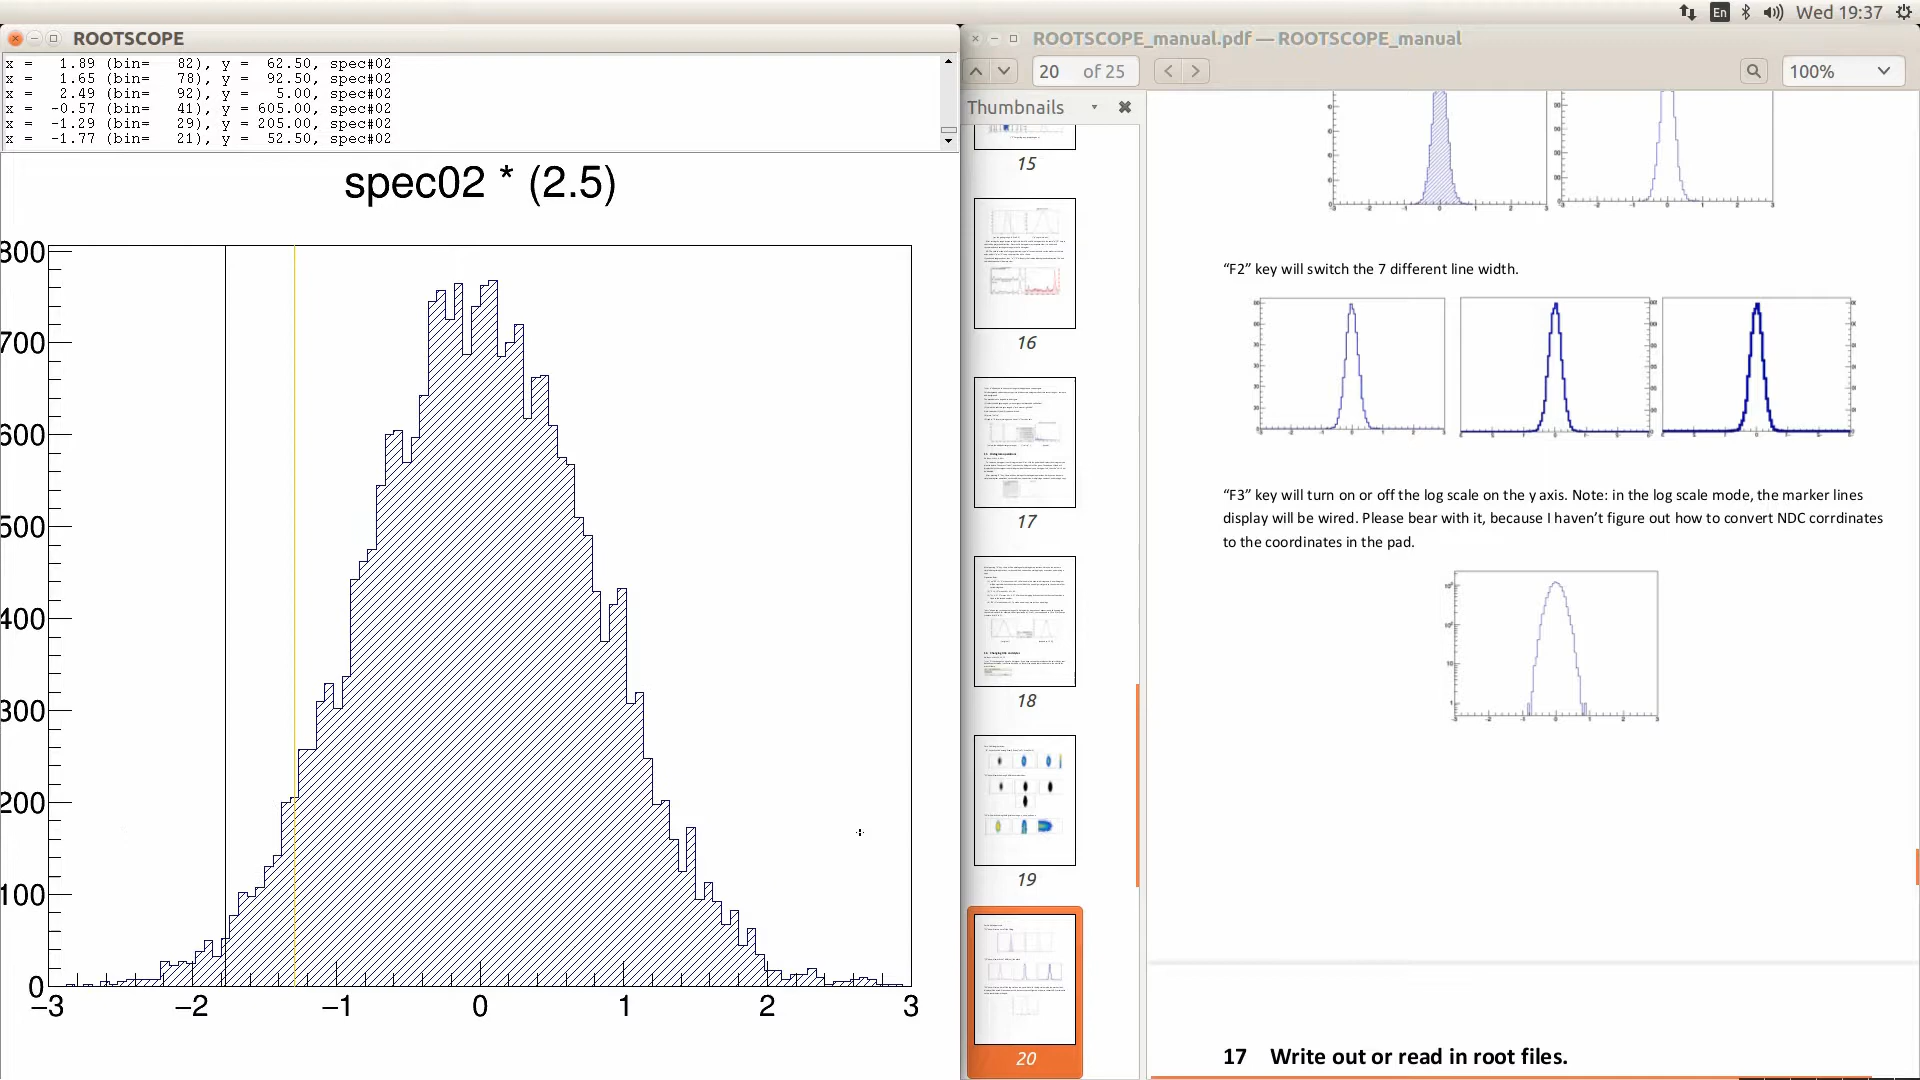 En Wed 19:37
ROOTSCOPE
x =   1.89 (bin=   82), y =  62.50, spec#02
x =   1.65 (bin=   78), y =  92.50, spec#02
x =   2.49 (bin=   92), y =   5.00, spec#02
x =  -0.57 (bin=   41), y = 605.00, spec#02
x =  -1.29 (bin=   29), y = 205.00, spec#02
x =  -1.77 (bin=   21), y =  52.50, spec#02
spec02 * (2.5)
800
700
600
500
400
300
200
100
0
−3 −2 −1 0 1 2 3
ROOTSCOPE_manual.pdf — ROOTSCOPE_manual
20 of 25 100%
Thumbnails
15
16
17
18
19
20
“F2” key will switch the 7 different line width.
“F3” key will turn on or off the log scale on the y axis. Note: in the log scale mode, the marker lines
display will be wired. Please bear with it, because I haven’t figure out how to convert NDC corrdinates
to the coordinates in the pad.
17 Write out or read in root files.